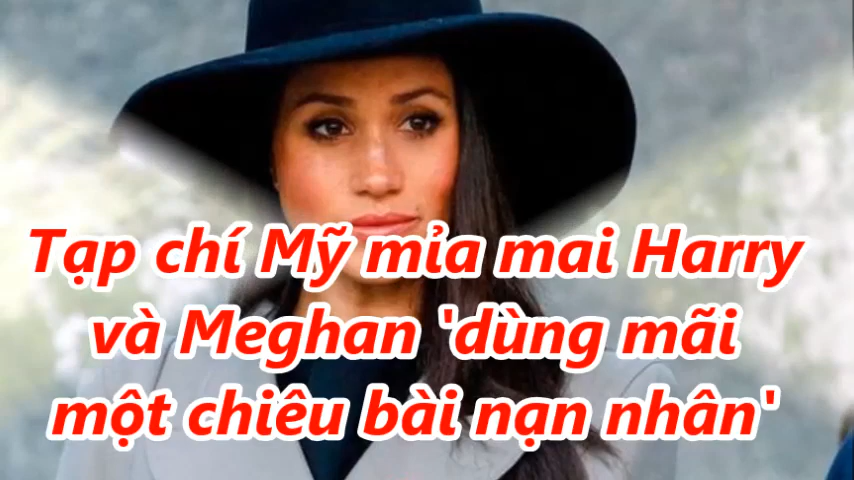 Tạp chí Mỹ mỉa mai Harry
và Meghan 'dùng mãi
một chiêu bài nạn nhân'